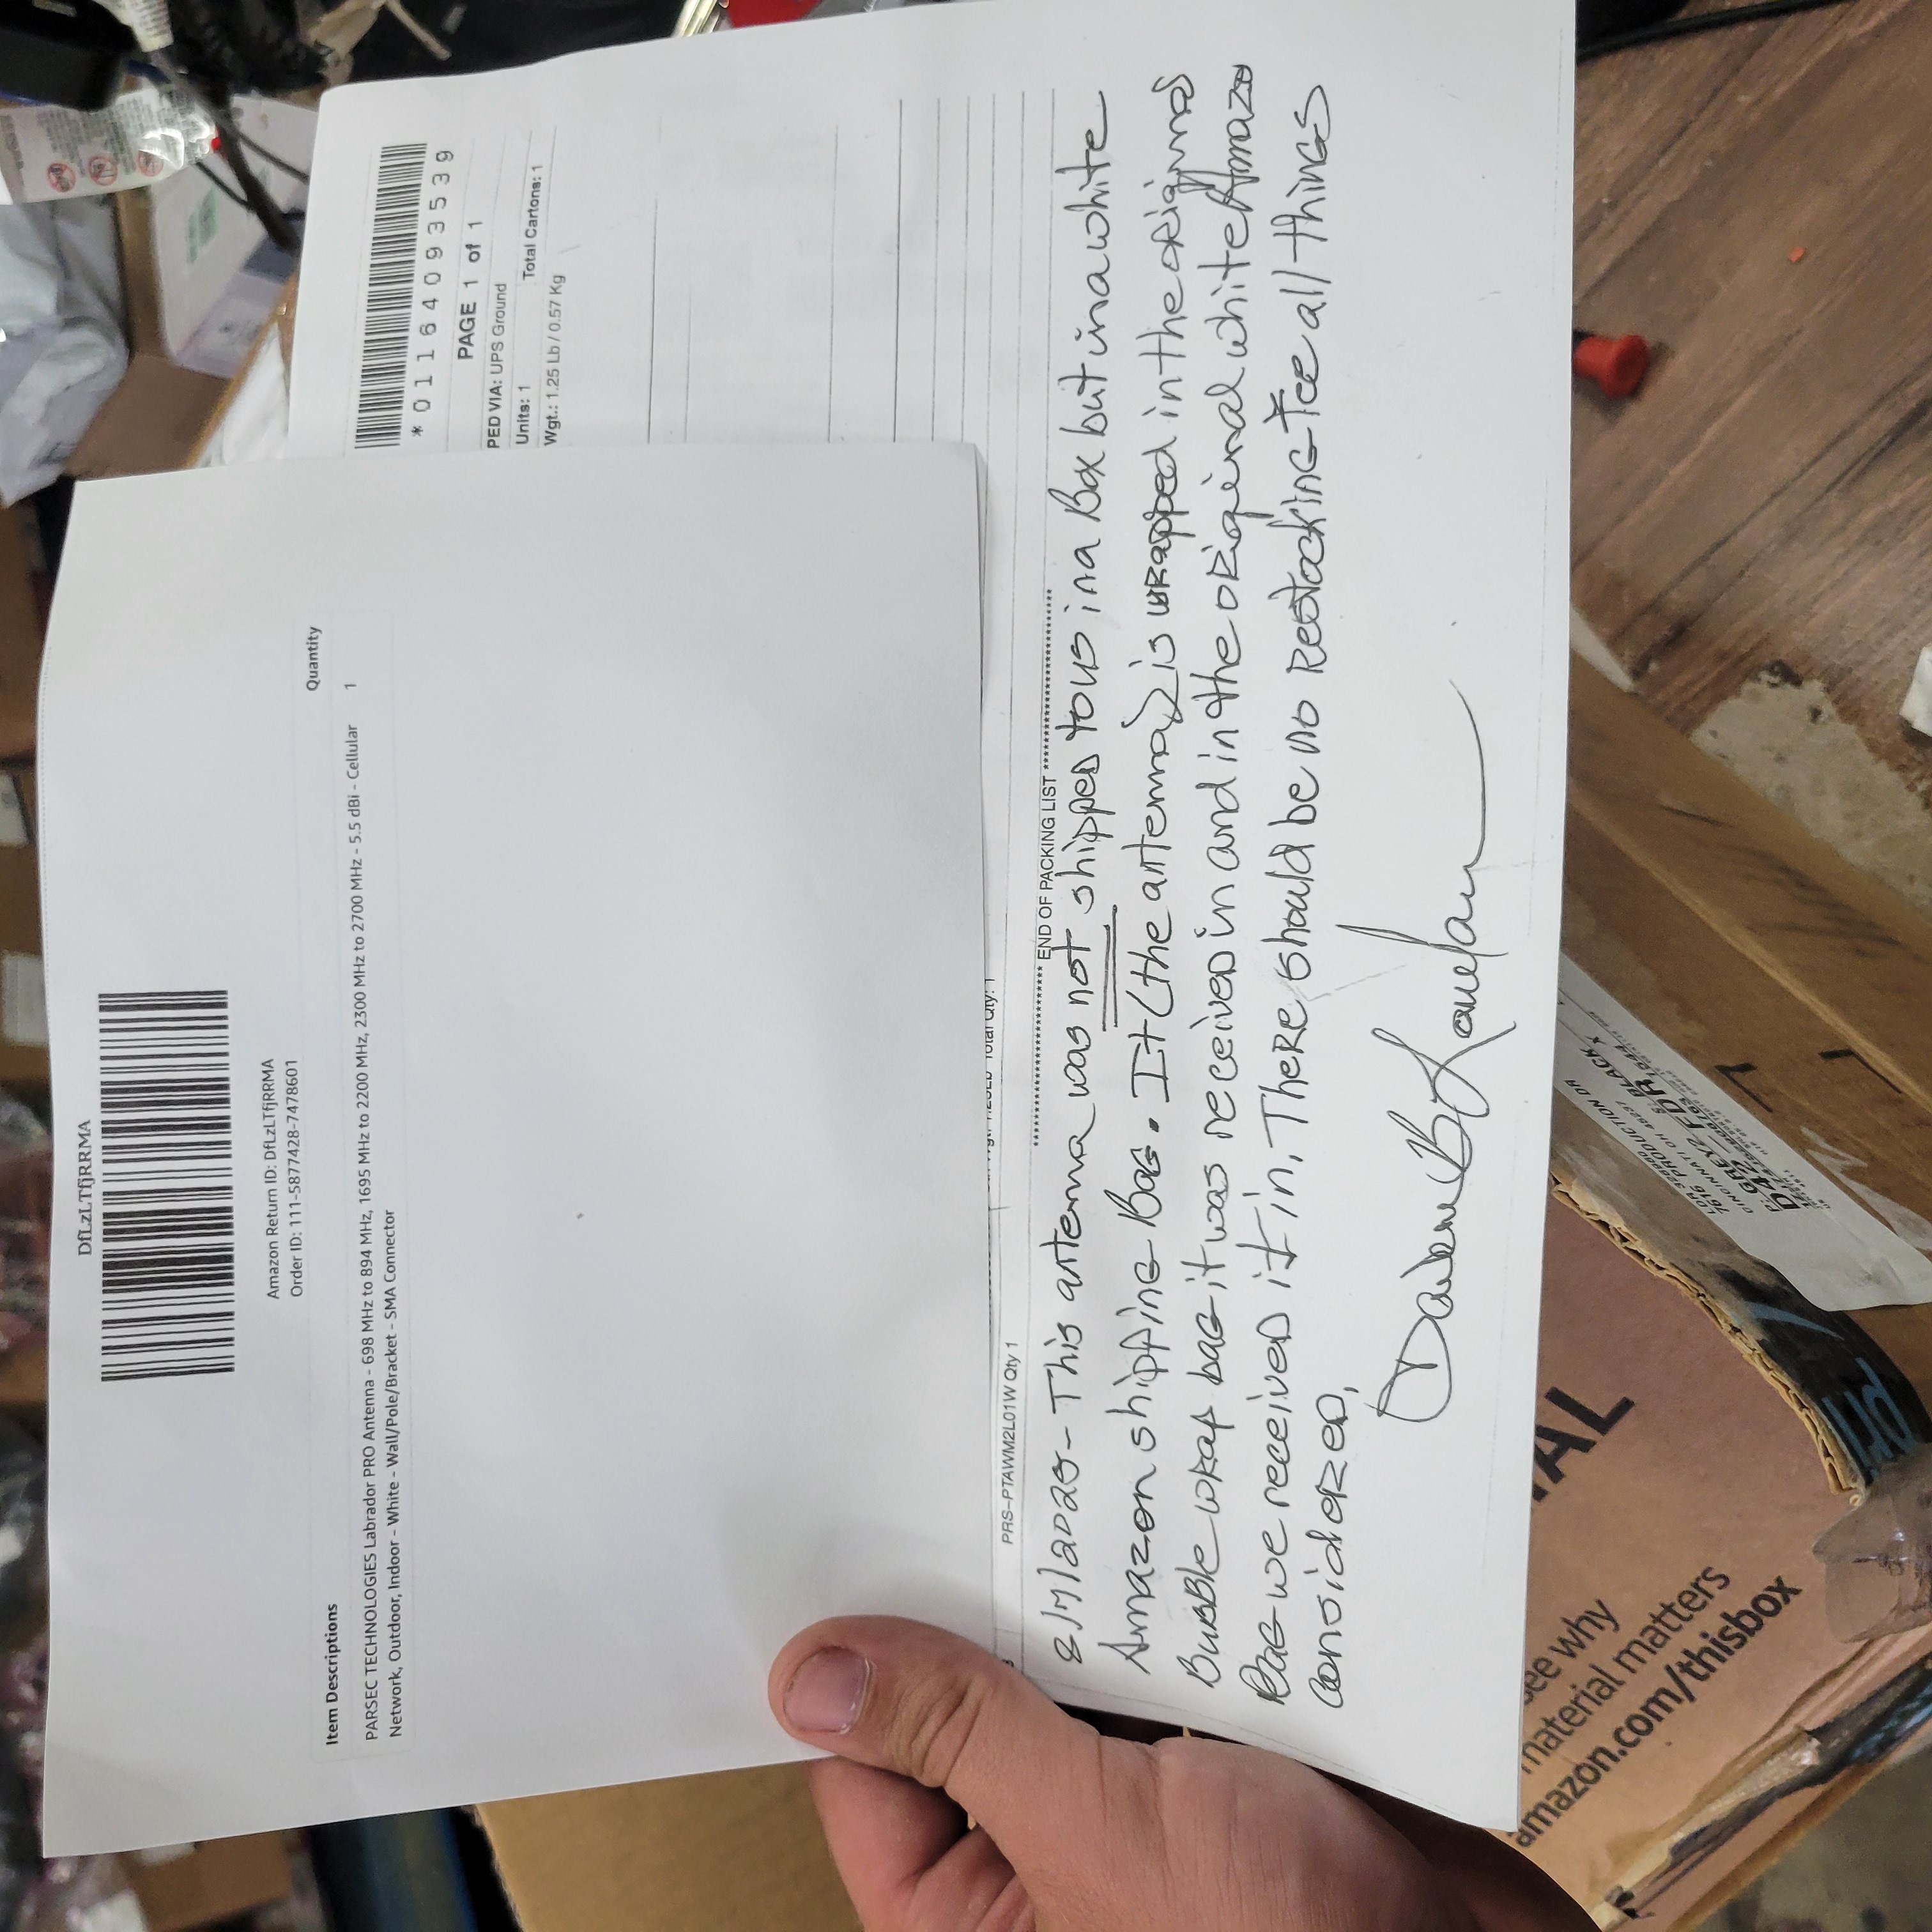 DfLzLTfjRRMA
Amazon Return ID: DfLzLTfjRRMA
Order ID: 111-5877428-7478601
Item Descriptions Quantity
PARSEC TECHNOLOGIES Labrador PRO Antenna - 698 MHz to 894 MHz, 1695 MHz to 2200 MHz, 2300 MHz to 2700 MHz - 5.5 dBi - Cellular 1
Network, Outdoor, Indoor - White - Wall/Pole/Bracket - SMA Connector
* 0 1 1 6 4 0 9 3 5 3 9
PAGE 1 of 1
PED VIA: UPS Ground
Units: 1 Total Cartons: 1
Wgt.: 1.25 Lb / 0.57 Kg
Total Qty: 1
PRS-PTAWM2L01W Qty 1
END OF PACKING LIST
This antenna was not shipped to us in a Box but in a white
Amazon shipping Bag. It (the antenna) is wrapped in the original
Bubble wrap bag it was received in and in the original white Amazo
Bag we received it in. There should be no Restocking Fee all things
considered.
see why
material matters
amazon.com/thisbox